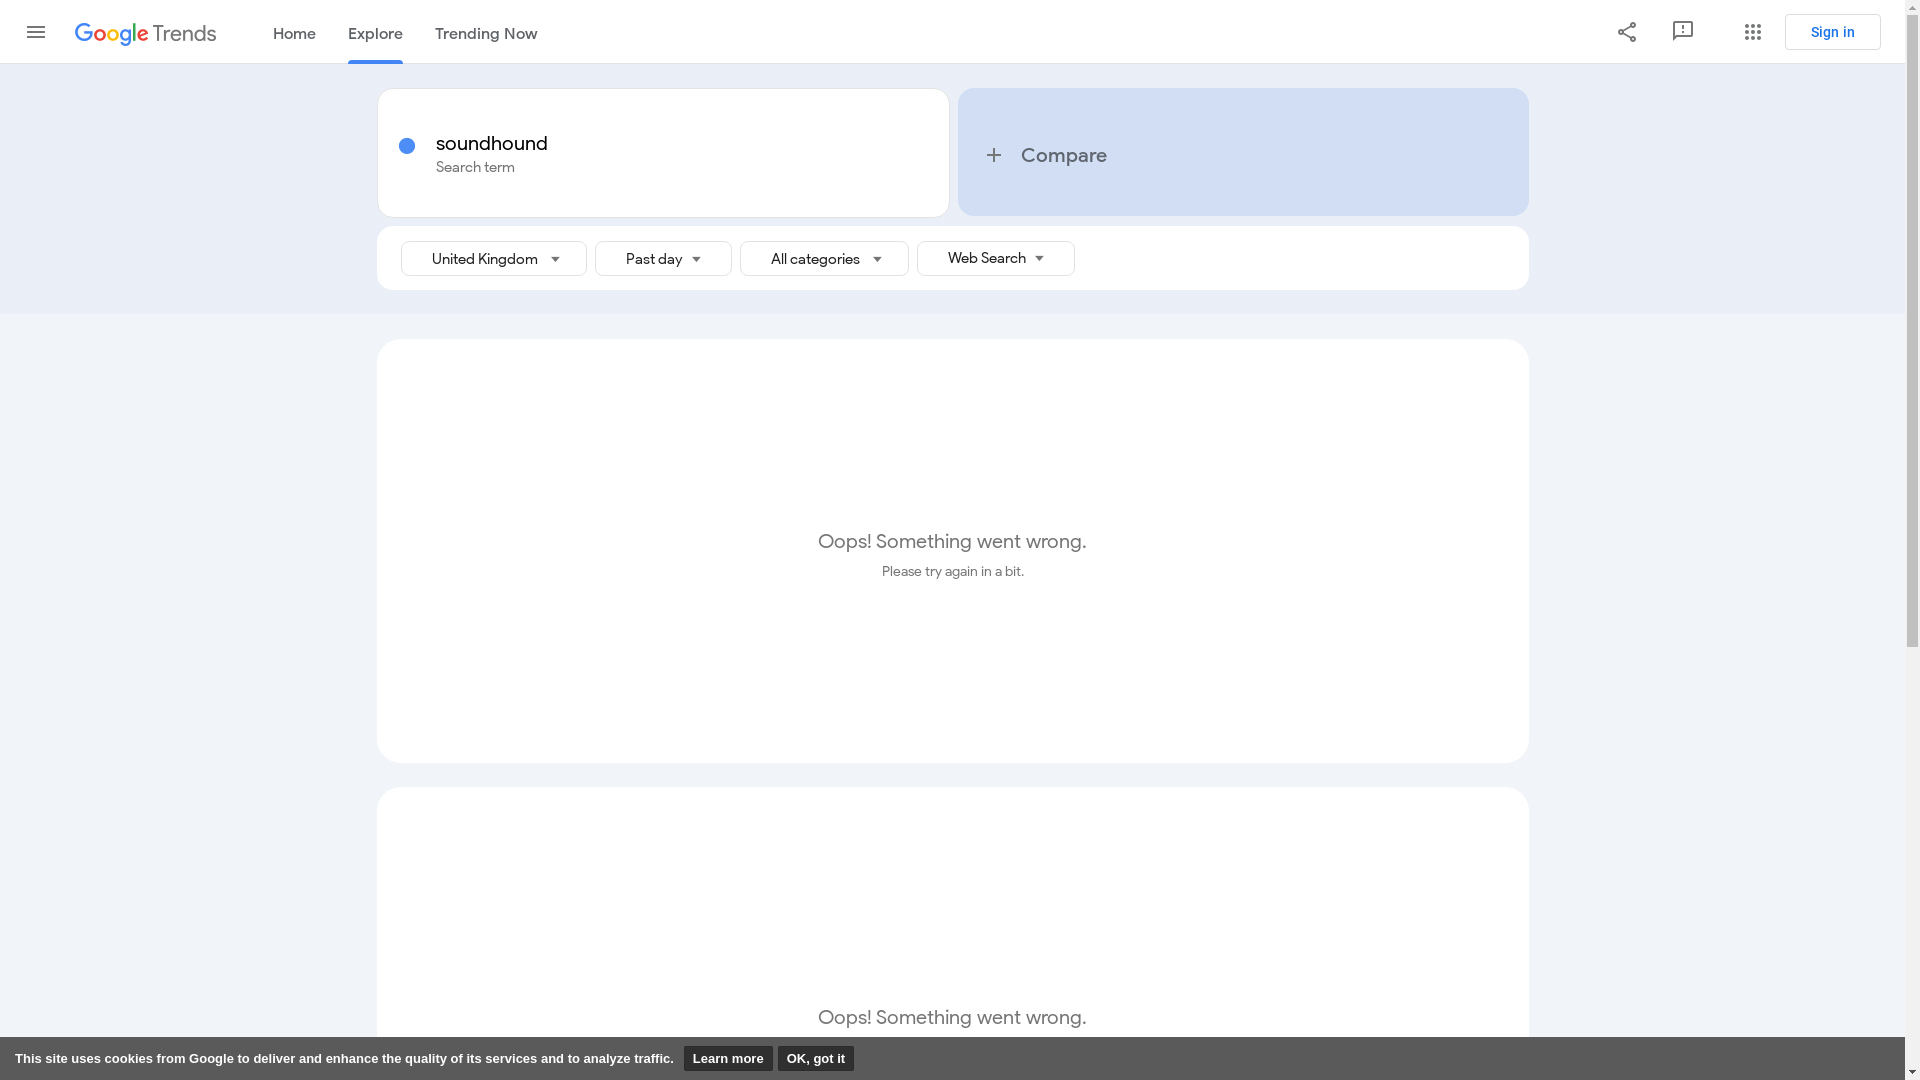 Google Trends
Home
Explore
Trending Now
Sign in
soundhound
Search term
Compare
United Kingdom
Past day
All categories
Web Search
Oops! Something went wrong.
Please try again in a bit.
Oops! Something went wrong.
This site uses cookies from Google to deliver and enhance the quality of its services and to analyze traffic.
Learn more
OK, got it